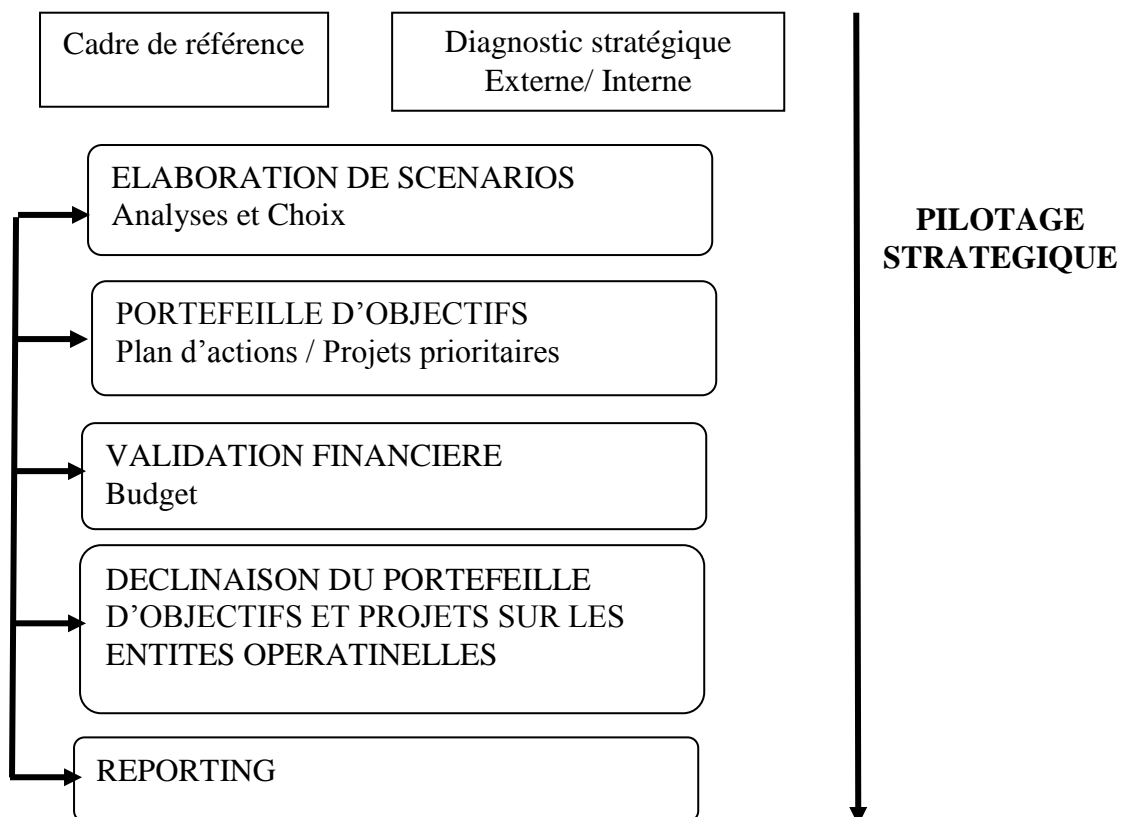 Cadre de référence
Diagnostic stratégique
Externe/ Interne
ELABORATION DE SCENARIOS
Analyses et Choix
PILOTAGE
STRATEGIQUE
PORTEFEILLE D’OBJECTIFS
Plan d’actions / Projets prioritaires
VALIDATION FINANCIERE
Budget
DECLINAISON DU PORTEFEILLE
D’OBJECTIFS ET PROJETS SUR LES
ENTITES OPERATINELLES
REPORTING